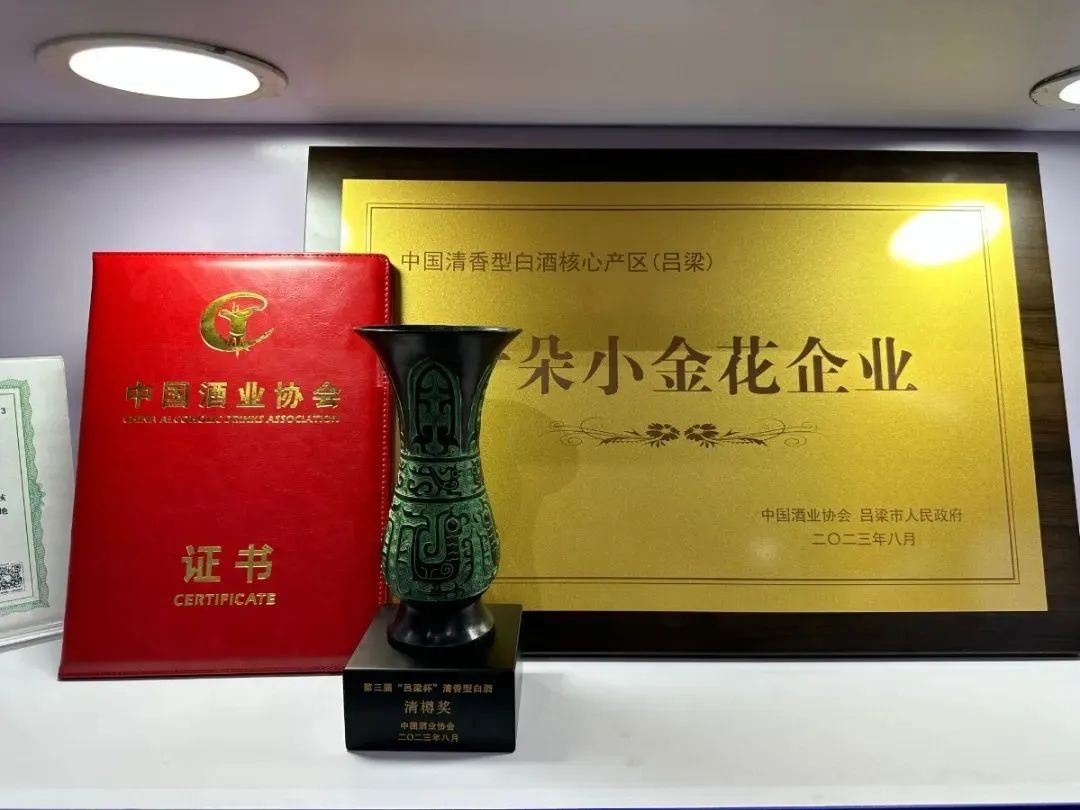 中国清香型白酒核心产区(吕梁)
朵小金花企业
中国酒业协会 吕梁市人民政府
二〇二三年八月
中国酒业协会
CHINA ALCOHOLIC DRINKS ASSOCIATION
证书
CERTIFICATE
第三届“吕梁杯”清香型白酒
清樽奖
中国酒业协会
二〇二三年八月